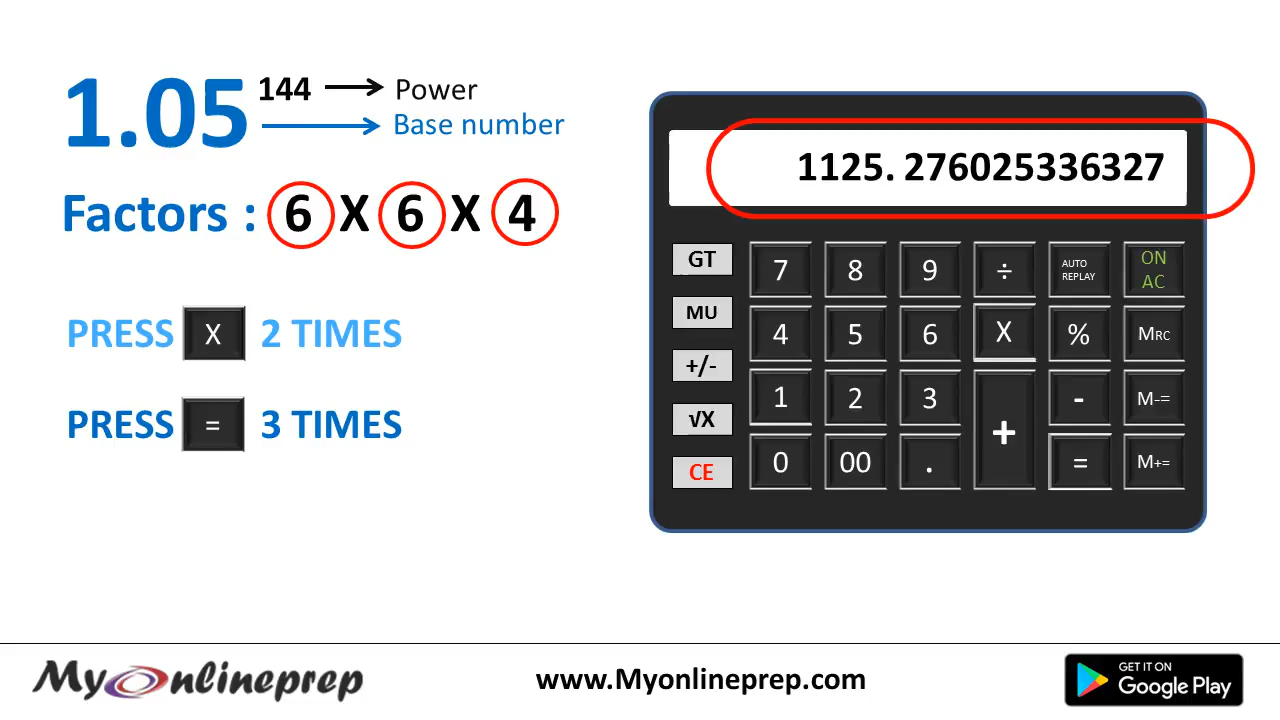 1.05 144 → Power
→ Base number
Factors : 6 X 6 X 4
PRESS X 2 TIMES
PRESS = 3 TIMES
1125. 276025336327
GT 7 8 9 ÷ AUTO REPLAY ON AC
MU 4 5 6 X % MRC
+/- 1 2 3 + - M-=
√X 0 00 . = M+=
CE
MyOnlineprep
www.Myonlineprep.com
GET IT ON
Google Play